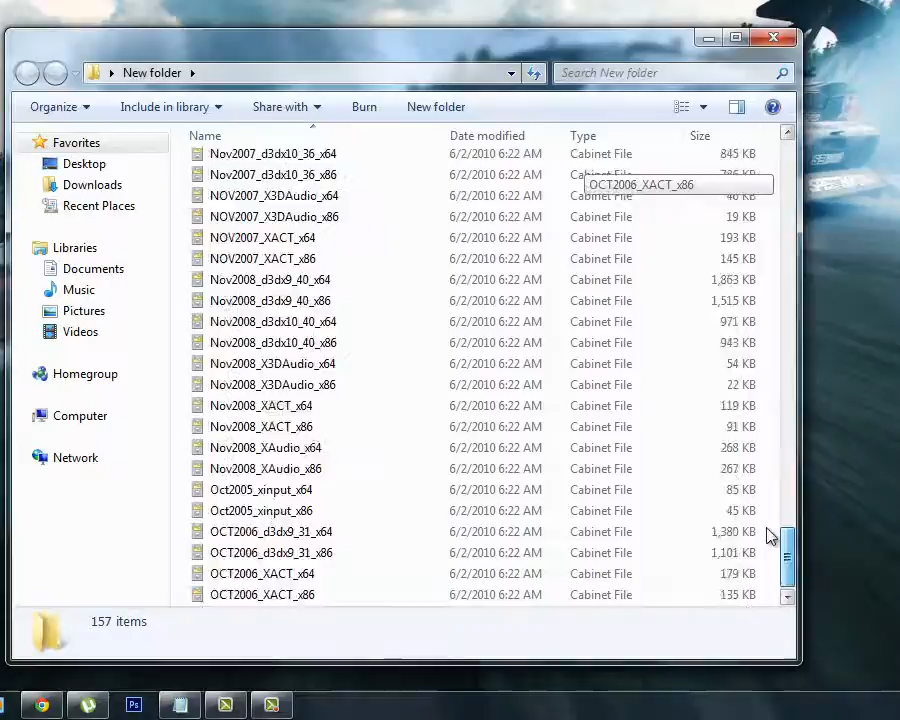 New folder
Search New folder
Organize Include in library Share with Burn New folder
Name Date modified Type Size
Favorites
Desktop
Downloads
Recent Places
Libraries
Documents
Music
Pictures
Videos
Homegroup
Computer
Network
Nov2007_d3dx10_36_x64 6/2/2010 6:22 AM Cabinet File 845 KB
Nov2007_d3dx10_36_x86 6/2/2010 6:22 AM Cabinet File
OCT2006_XACT_x86
NOV2007_X3DAudio_x64 6/2/2010 6:22 AM Cabinet File 46 KB
NOV2007_X3DAudio_x86 6/2/2010 6:22 AM Cabinet File 19 KB
NOV2007_XACT_x64 6/2/2010 6:22 AM Cabinet File 193 KB
NOV2007_XACT_x86 6/2/2010 6:22 AM Cabinet File 145 KB
Nov2008_d3dx9_40_x64 6/2/2010 6:22 AM Cabinet File 1,863 KB
Nov2008_d3dx9_40_x86 6/2/2010 6:22 AM Cabinet File 1,515 KB
Nov2008_d3dx10_40_x64 6/2/2010 6:22 AM Cabinet File 971 KB
Nov2008_d3dx10_40_x86 6/2/2010 6:22 AM Cabinet File 943 KB
Nov2008_X3DAudio_x64 6/2/2010 6:22 AM Cabinet File 54 KB
Nov2008_X3DAudio_x86 6/2/2010 6:22 AM Cabinet File 22 KB
Nov2008_XACT_x64 6/2/2010 6:22 AM Cabinet File 119 KB
Nov2008_XACT_x86 6/2/2010 6:22 AM Cabinet File 91 KB
Nov2008_XAudio_x64 6/2/2010 6:22 AM Cabinet File 268 KB
Nov2008_XAudio_x86 6/2/2010 6:22 AM Cabinet File 267 KB
Oct2005_xinput_x64 6/2/2010 6:22 AM Cabinet File 85 KB
Oct2005_xinput_x86 6/2/2010 6:22 AM Cabinet File 45 KB
OCT2006_d3dx9_31_x64 6/2/2010 6:22 AM Cabinet File 1,380 KB
OCT2006_d3dx9_31_x86 6/2/2010 6:22 AM Cabinet File 1,101 KB
OCT2006_XACT_x64 6/2/2010 6:22 AM Cabinet File 179 KB
OCT2006_XACT_x86 6/2/2010 6:22 AM Cabinet File 135 KB
157 items
Ps